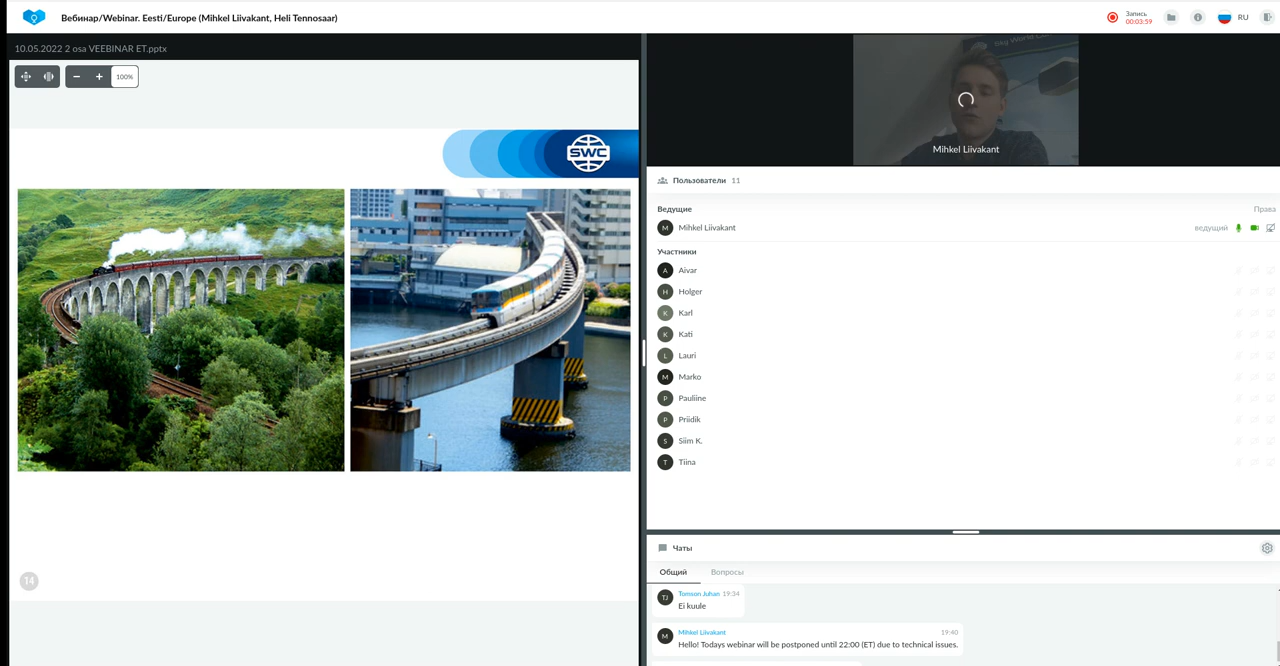 Вебинар/Webinar. Eesti/Europe (Mihkel Liivakant, Heli Tennosaar)
Запись
00:03:59
RU
10.05.2022 2 osa VEEBINAR ET.pptx
100%
SWC
14
Mihkel Liivakant
Пользователи 11
Ведущие
Права
M Mihkel Liivakant
ведущий
Участники
A Aivar
H Holger
K Karl
K Kati
L Lauri
M Marko
P Pauliine
P Priidik
S Siim K.
T Tiina
Чаты
Общий
Вопросы
TJ Tomson Juhan 19:34
Ei kuule
M Mihkel Liivakant 19:40
Hello! Todays webinar will be postponed until 22:00 (ET) due to technical issues.